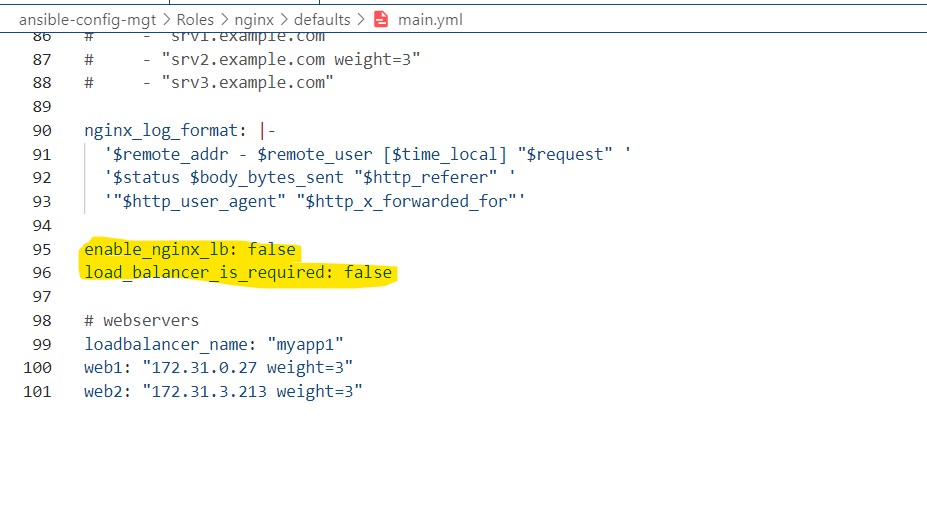 ansible-config-mgt > Roles > nginx > defaults > main.yml
86 #     - "srv1.example.com"
87 #     - "srv2.example.com weight=3"
88 #     - "srv3.example.com"
89
90 nginx_log_format: |-
91   '$remote_addr - $remote_user [$time_local] "$request" '
92   '$status $body_bytes_sent "$http_referer" '
93   '"$http_user_agent" "$http_x_forwarded_for"'
94
95 enable_nginx_lb: false
96 load_balancer_is_required: false
97
98 # webservers
99 loadbalancer_name: "myapp1"
100 web1: "172.31.0.27 weight=3"
101 web2: "172.31.3.213 weight=3"